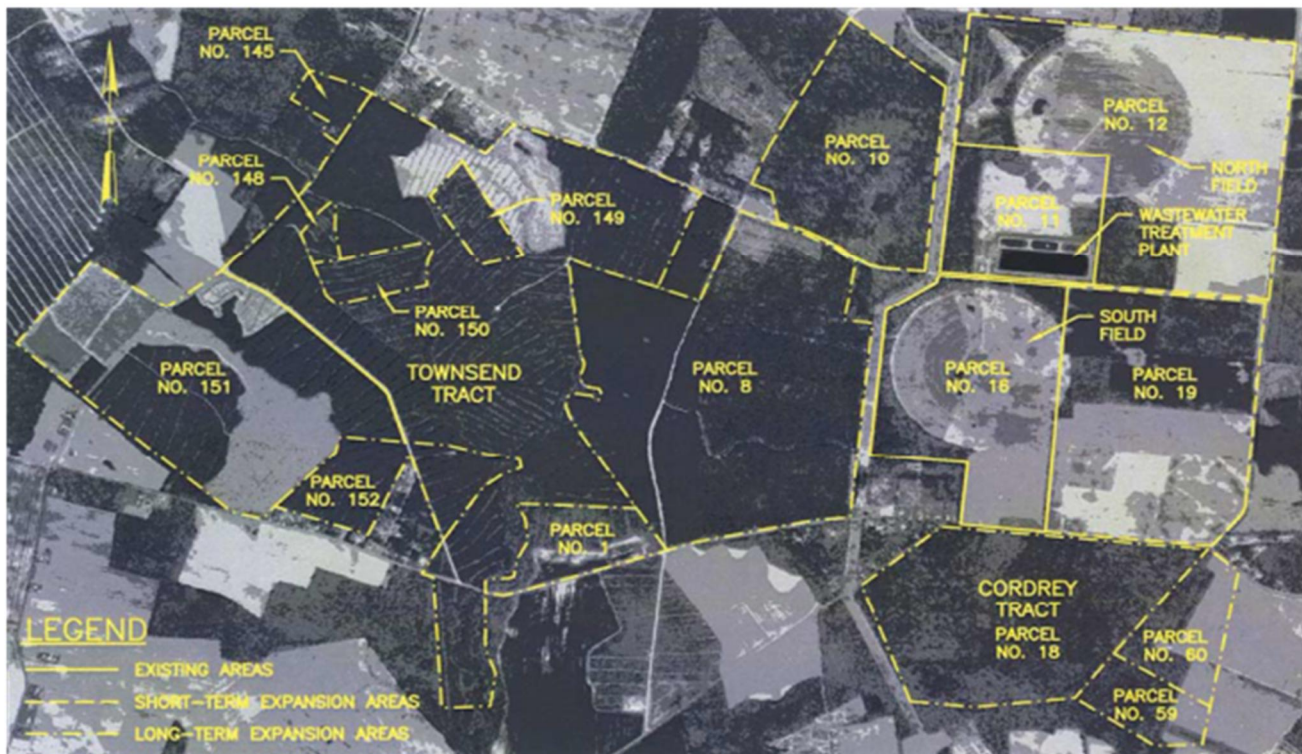 PARCEL
NO. 145
PARCEL
NO. 12
PARCEL
NO. 10
PARCEL
NO. 148
NORTH
FIELD
PARCEL
NO. 149
PARCEL
NO. 11
WASTEWATER
TREATMENT
PLANT
PARCEL
NO. 150
SOUTH
FIELD
PARCEL
NO. 151
TOWNSEND
TRACT
PARCEL
NO. 8
PARCEL
NO. 16
PARCEL
NO. 19
PARCEL
NO. 152
PARCEL
NO. 1
CORDREY
TRACT
PARCEL
NO. 18
PARCEL
NO. 60
PARCEL
NO. 59
LEGEND
EXISTING AREAS
SHORT-TERM EXPANSION AREAS
LONG-TERM EXPANSION AREAS